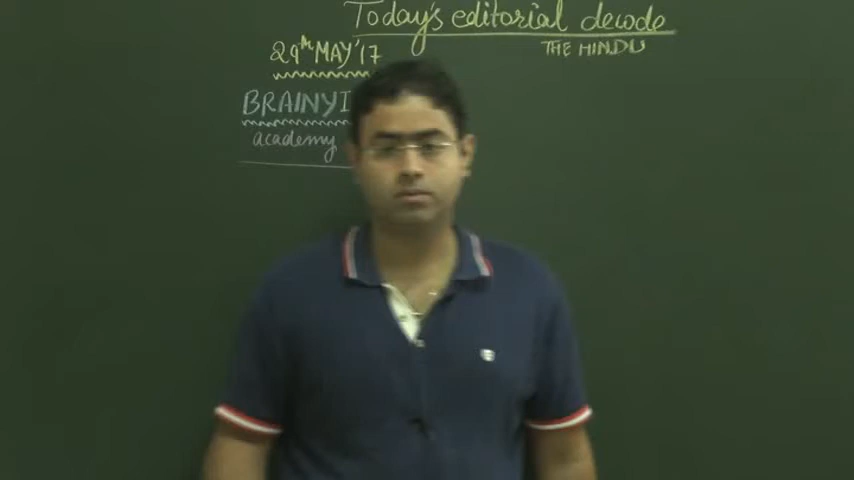 Today's editorial decode
THE HINDU
29th MAY'17
BRAINYI
academy